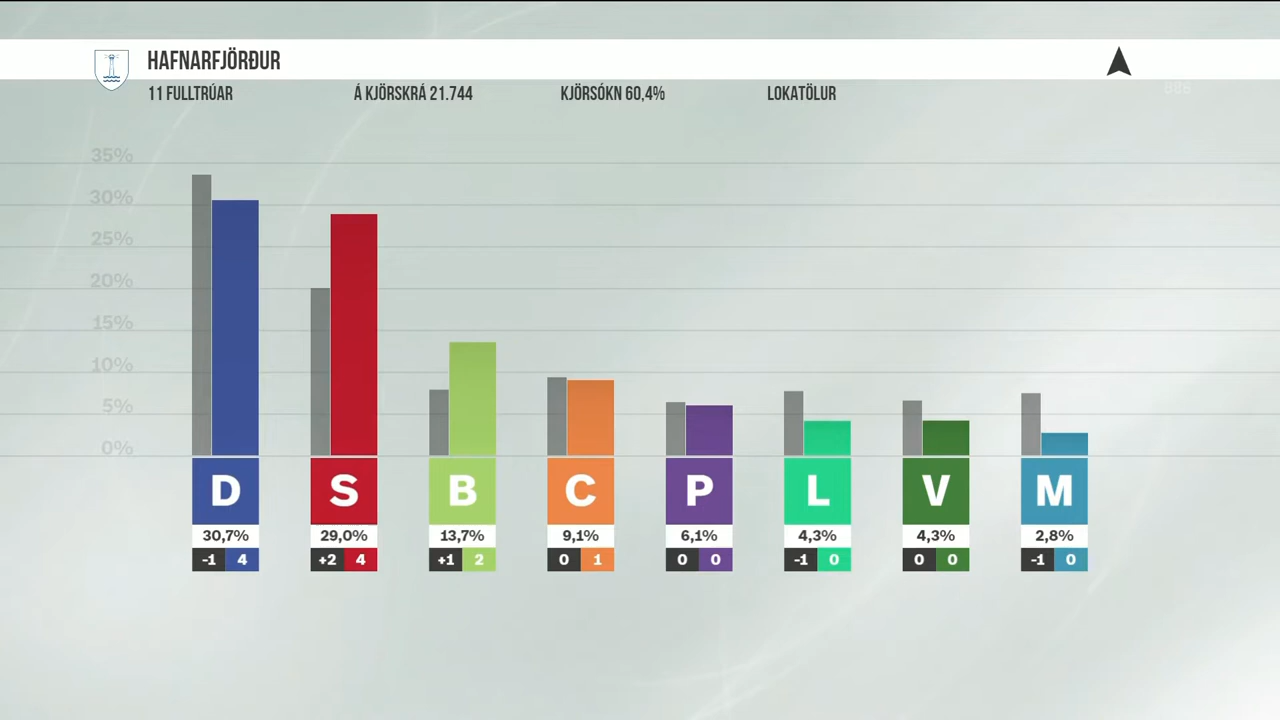 HAFNARFJÖRÐUR
11 FULLTRÚAR Á KJÖRSKRÁ 21.744 KJÖRSÓKN 60,4% LOKATÖLUR
35%
30%
25%
20%
15%
10%
5%
0%
D S B C P L V M
30,7% 29,0% 13,7% 9,1% 6,1% 4,3% 4,3% 2,8%
-1 4 +2 4 +1 2 0 1 0 0 -1 0 0 0 -1 0